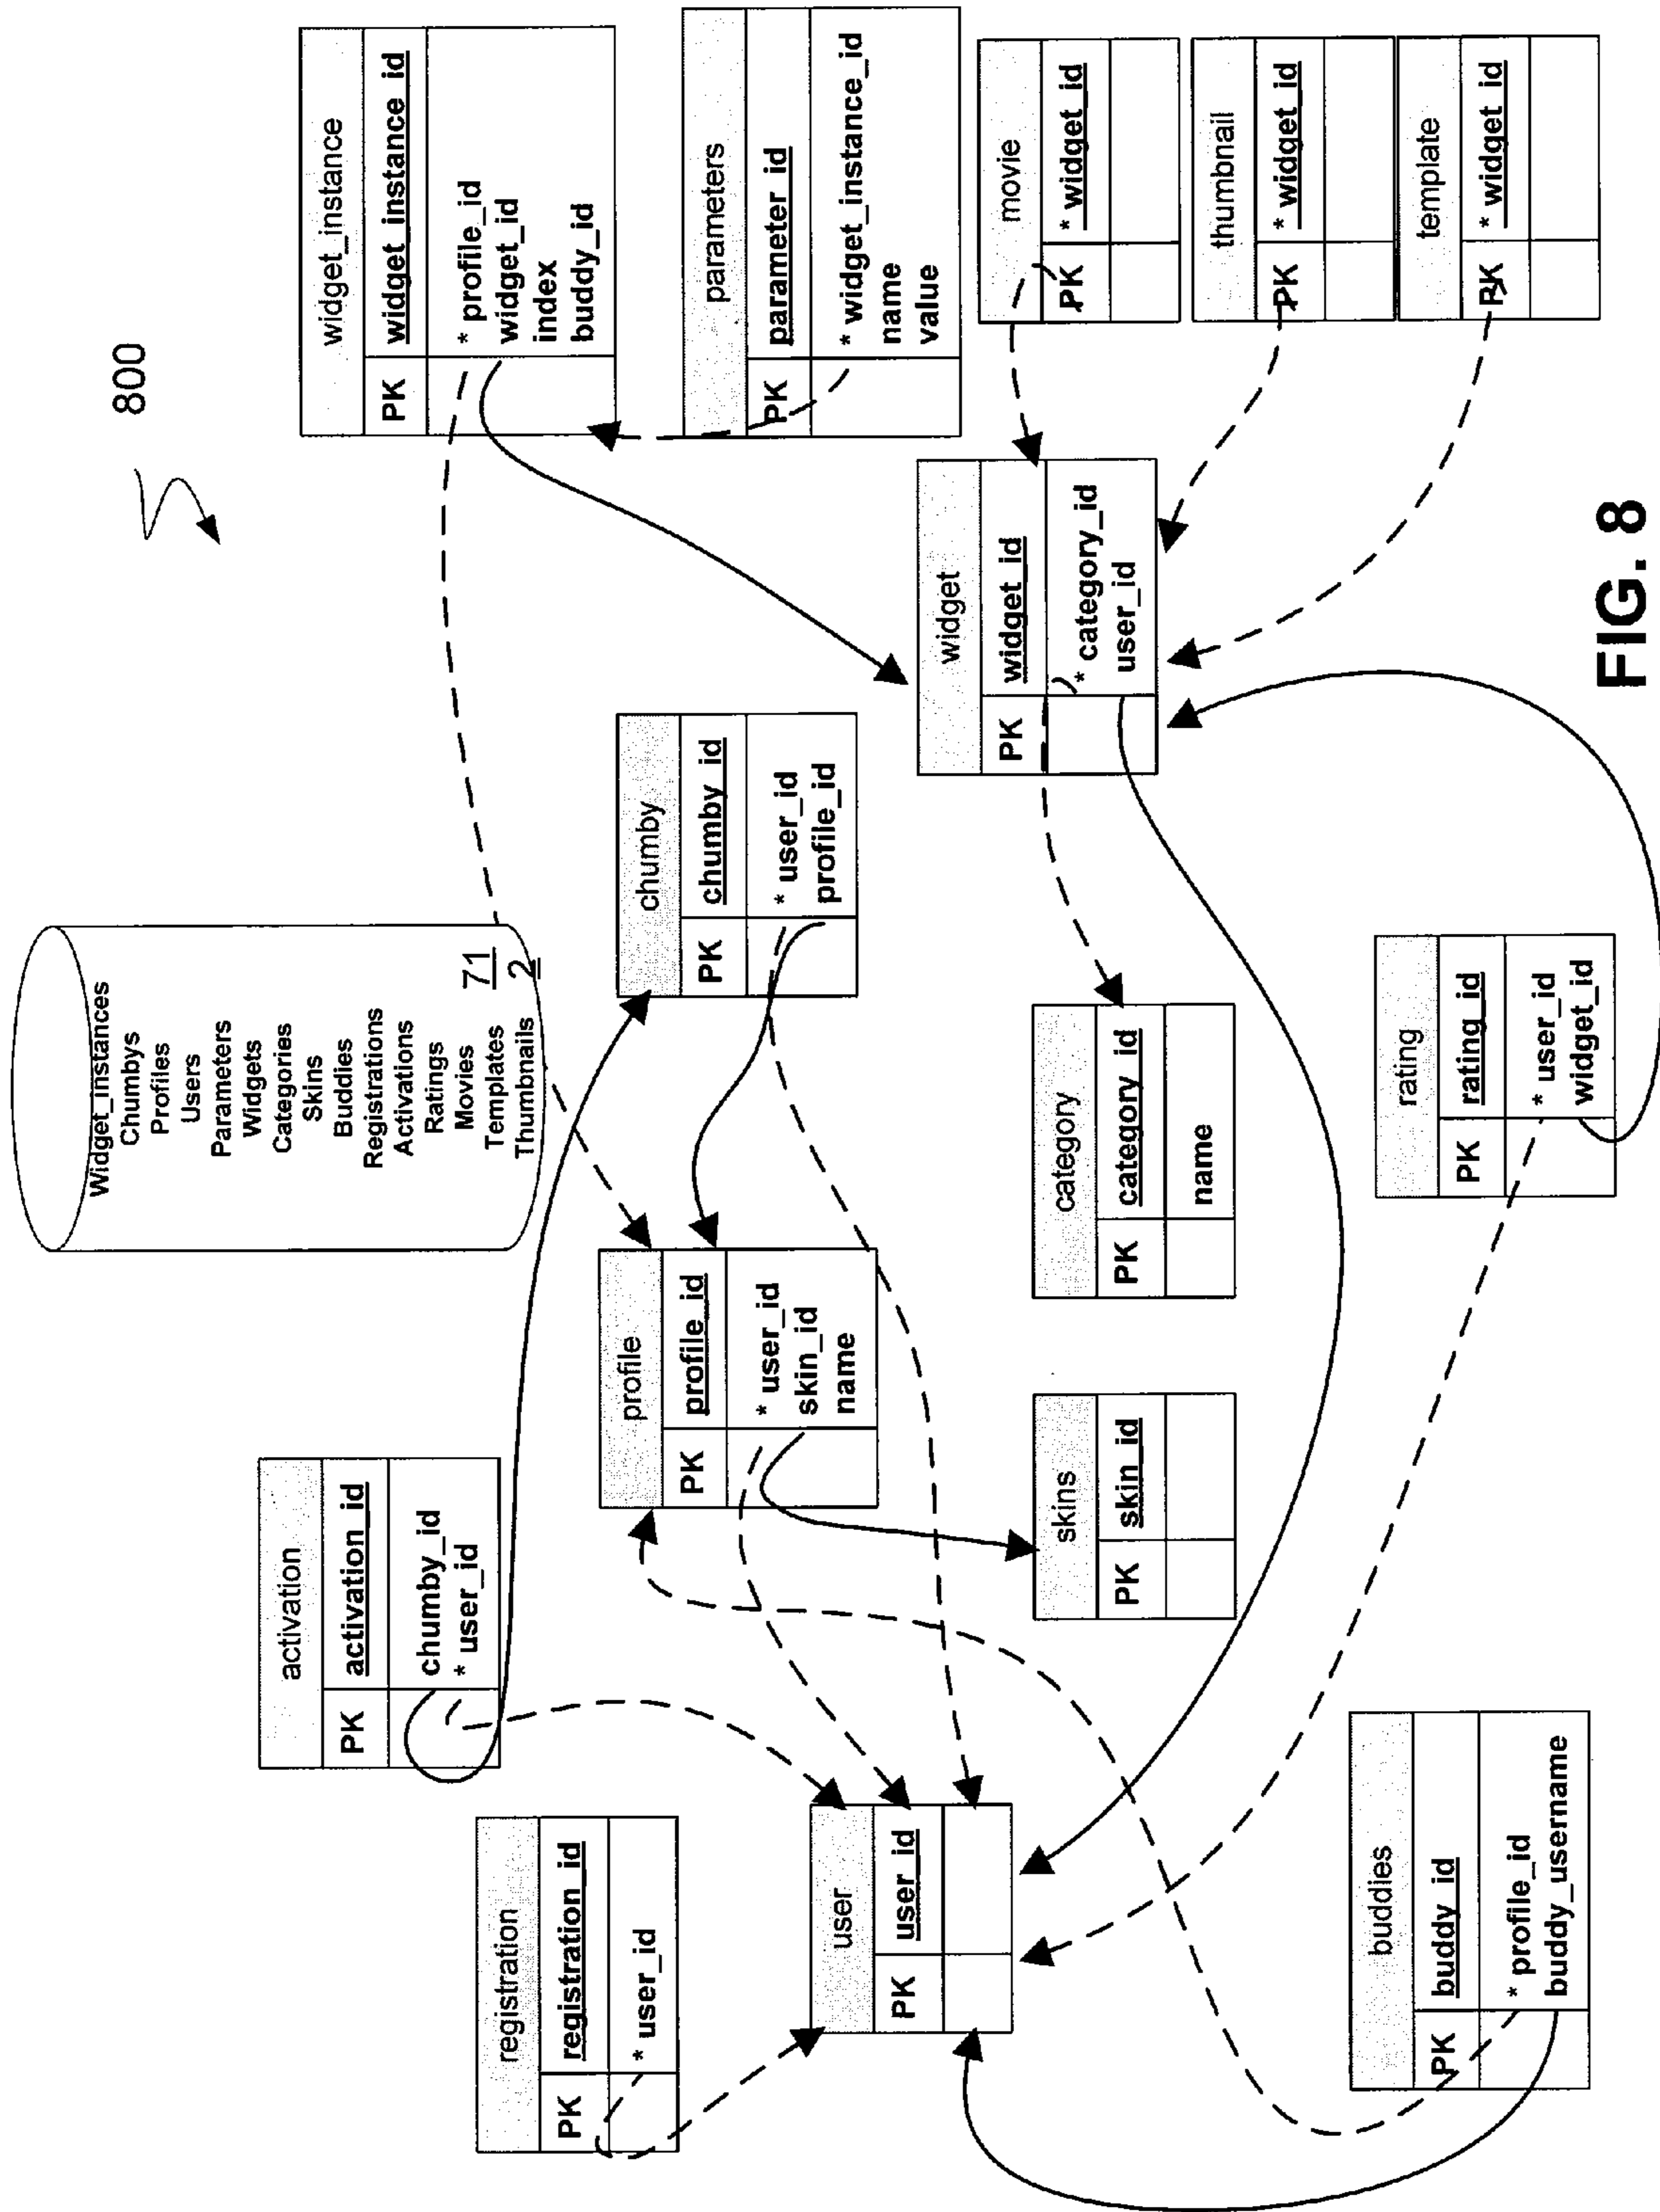 800
Widget_instances
Chumbys
Profiles
Users
Parameters
Widgets
Categories
Skins
Buddies
Registrations
Activations
Ratings
Movies
Templates
Thumbnails
71
2
registration
PK registration_id
* user_id
activation
PK activation_id
chumby_id
* user_id
widget_instance
PK widget_instance_id
* profile_id
widget_id
index
buddy_id
profile
PK profile_id
* user_id
skin_id
name
chumby
PK chumby_id
* user_id
profile_id
parameters
PK parameter_id
* widget_instance_id
name
value
user
PK user_id
skins
PK skin_id
category
PK category_id
name
widget
PK widget_id
* category_id
user_id
movie
PK * widget_id
thumbnail
PK * widget_id
template
PK * widget_id
buddies
PK buddy_id
* profile_id
buddy_username
rating
PK rating_id
* user_id
widget_id
FIG. 8